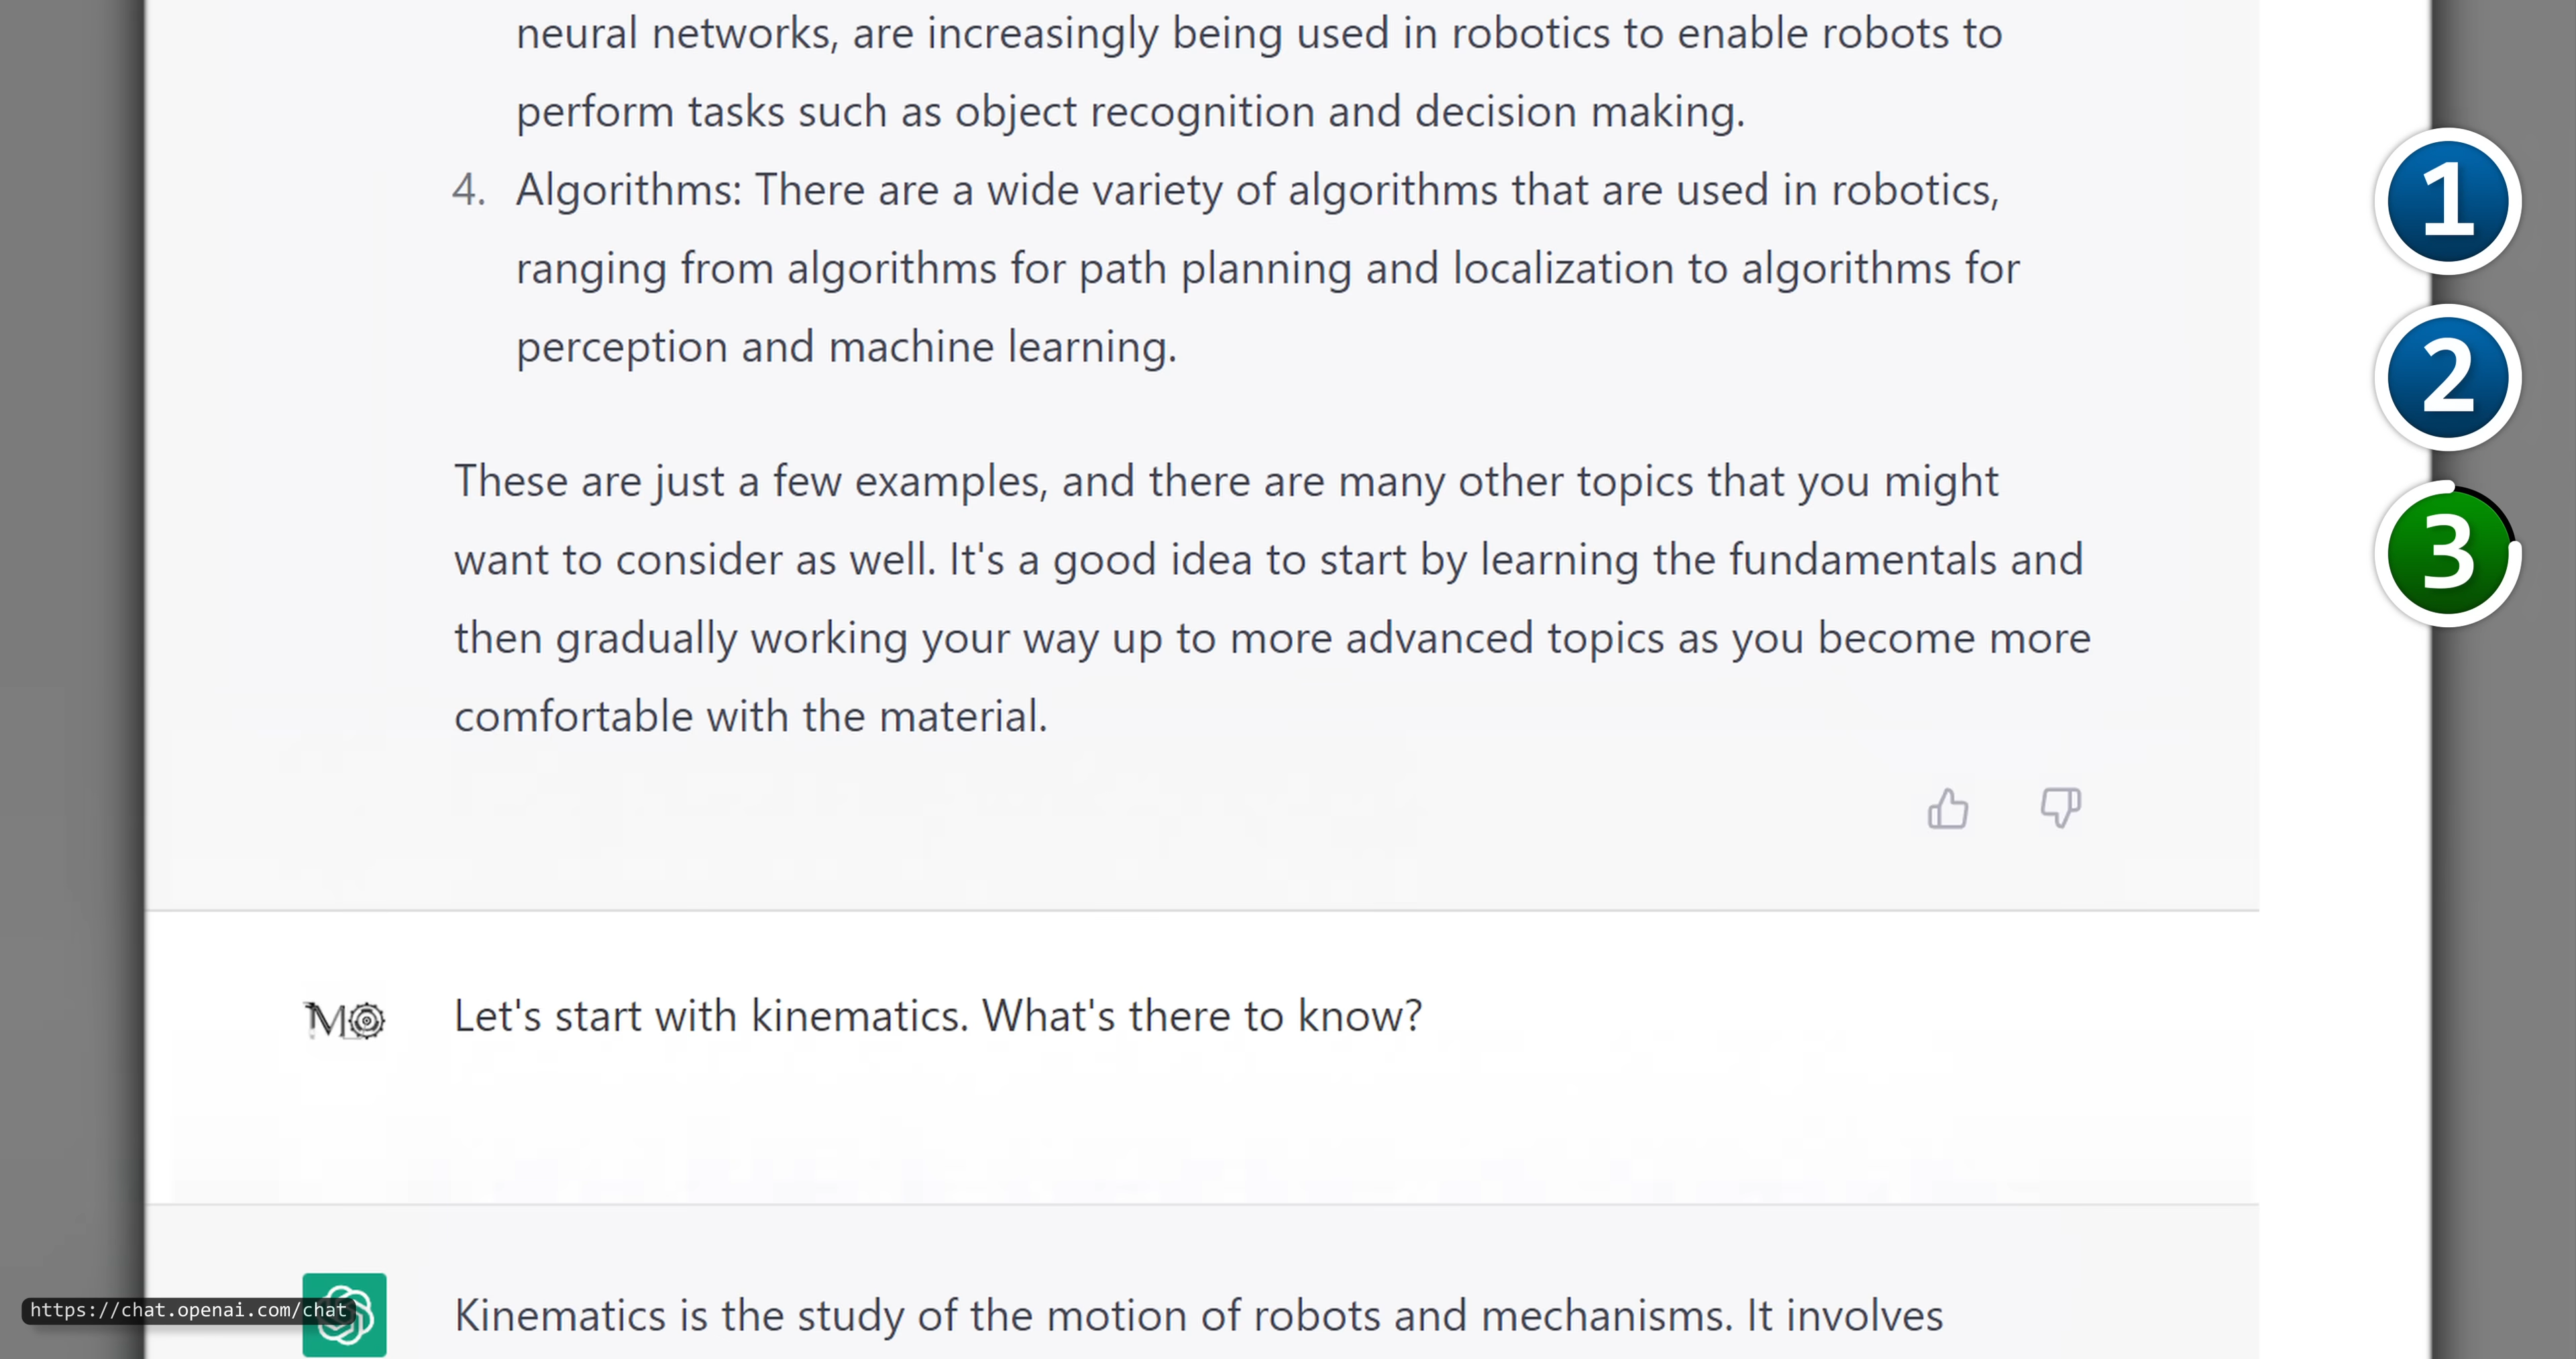 neural networks, are increasingly being used in robotics to enable robots to
perform tasks such as object recognition and decision making.
4. Algorithms: There are a wide variety of algorithms that are used in robotics,
ranging from algorithms for path planning and localization to algorithms for
perception and machine learning.
These are just a few examples, and there are many other topics that you might
want to consider as well. It's a good idea to start by learning the fundamentals and
then gradually working your way up to more advanced topics as you become more
comfortable with the material.
1
2
3
MO
Let's start with kinematics. What's there to know?
https://chat.openai.com/chat
Kinematics is the study of the motion of robots and mechanisms. It involves